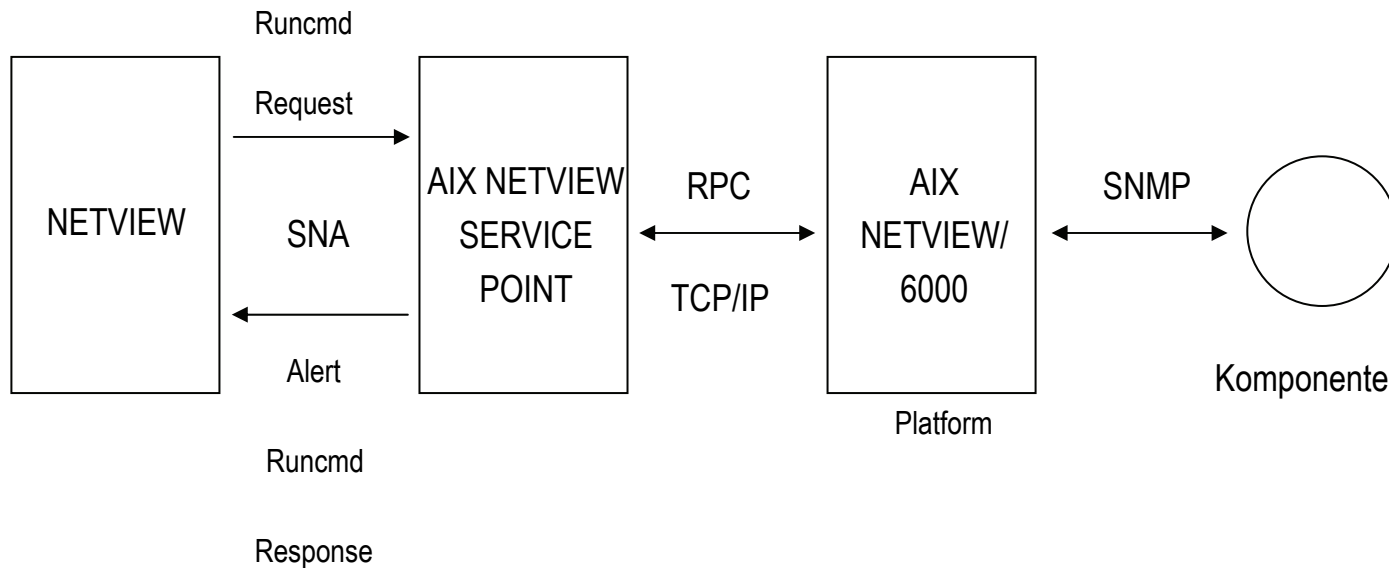 Runcmd
Request
NETVIEW
SNA
Alert
Runcmd
Response
AIX NETVIEW
SERVICE
POINT
RPC
TCP/IP
AIX
NETVIEW/
6000
Platform
SNMP
Komponente